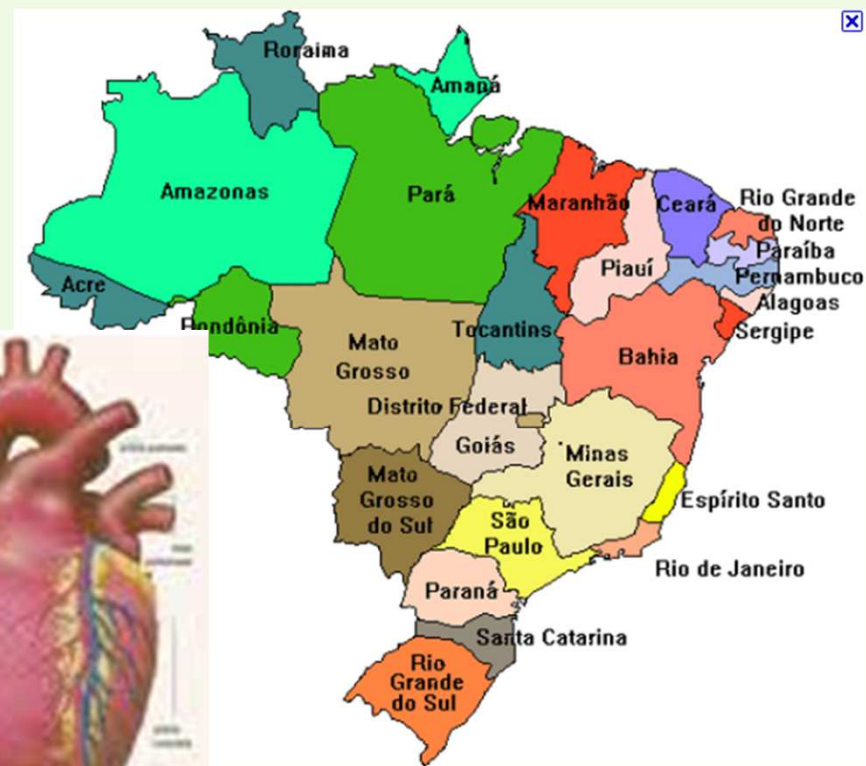 Roraima
Amapá
Amazonas
Pará
Maranhão
Ceará
Rio Grande
do Norte
Paraíba
Piauí
Pernambuco
Acre
Alagoas
Rondônia
Tocantins
Sergipe
Mato
Grosso
Bahia
Distrito Federal
Goiás
Minas
Gerais
Mato
Grosso
do Sul
Espírito Santo
São
Paulo
Rio de Janeiro
Paraná
Santa Catarina
Rio
Grande
do Sul